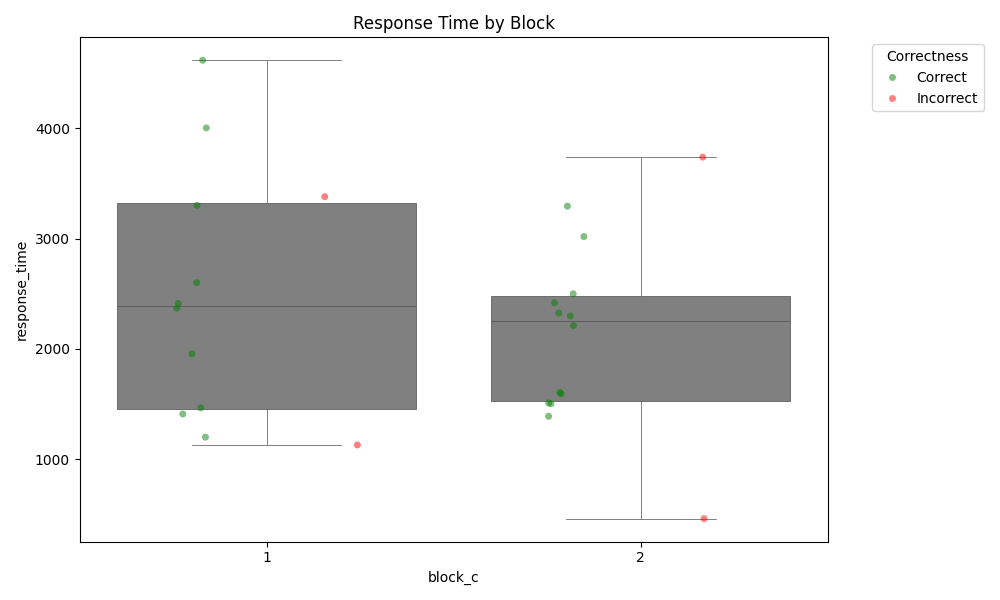 Response Time by Block
Correctness
Correct
Incorrect
response_time
4000
3000
2000
1000
1
2
block_c